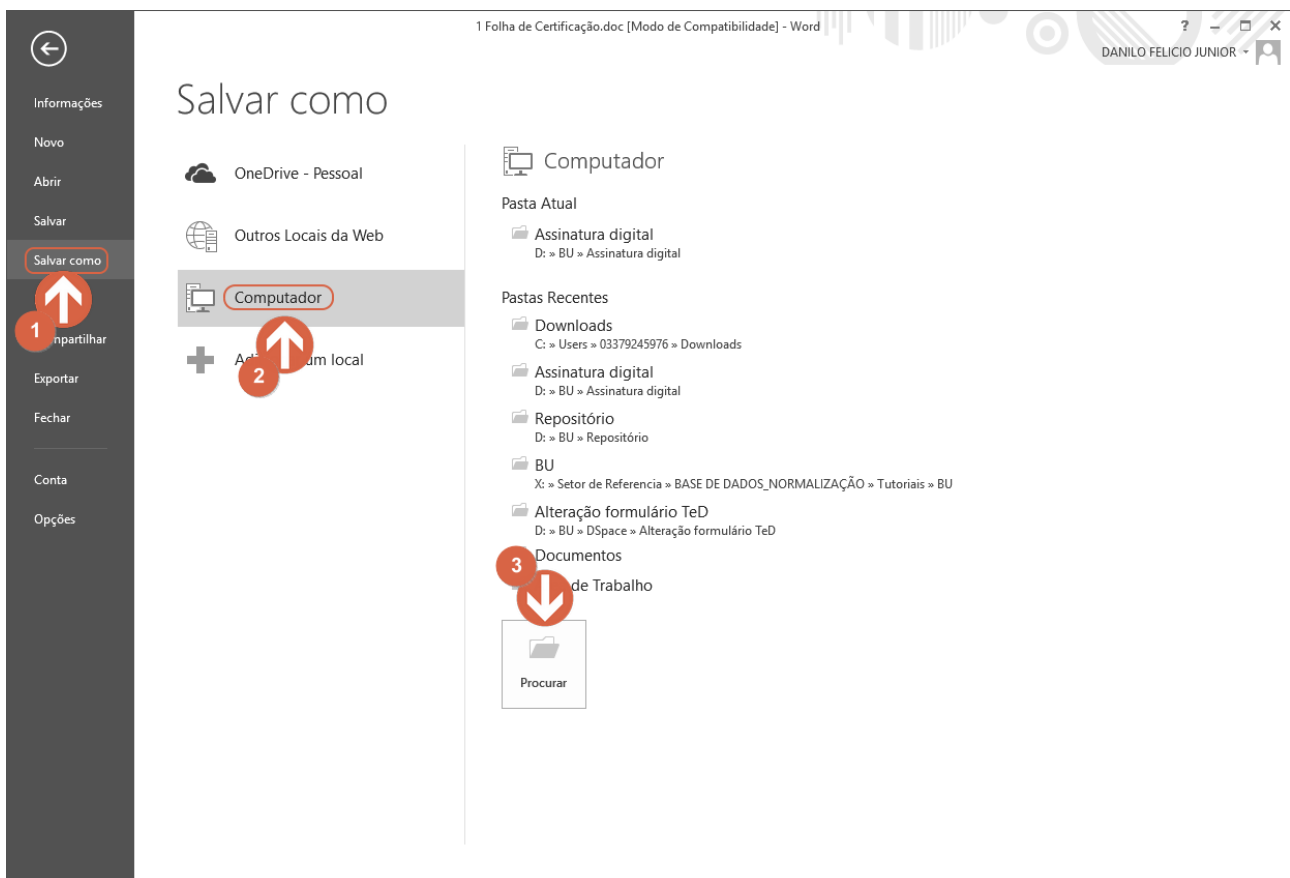 1 Folha de Certificação.doc [Modo de Compatibilidade] - Word
?
DANILO FELICIO JUNIOR
Informações
Novo
Abrir
Salvar
Salvar como
1
mpartilhar
Exportar
Fechar
Conta
Opções
Salvar como
OneDrive - Pessoal
Outros Locais da Web
Computador
2
um local
Computador
Pasta Atual
Assinatura digital
D: » BU » Assinatura digital
Pastas Recentes
Downloads
C: » Users » 03379245976 » Downloads
Assinatura digital
D: » BU » Assinatura digital
Repositório
D: » BU » Repositório
BU
X: » Setor de Referencia » BASE DE DADOS_NORMALIZAÇÃO » Tutoriais » BU
Alteração formulário TeD
D: » BU » DSpace » Alteração formulário TeD
3
Documentos
de Trabalho
Procurar